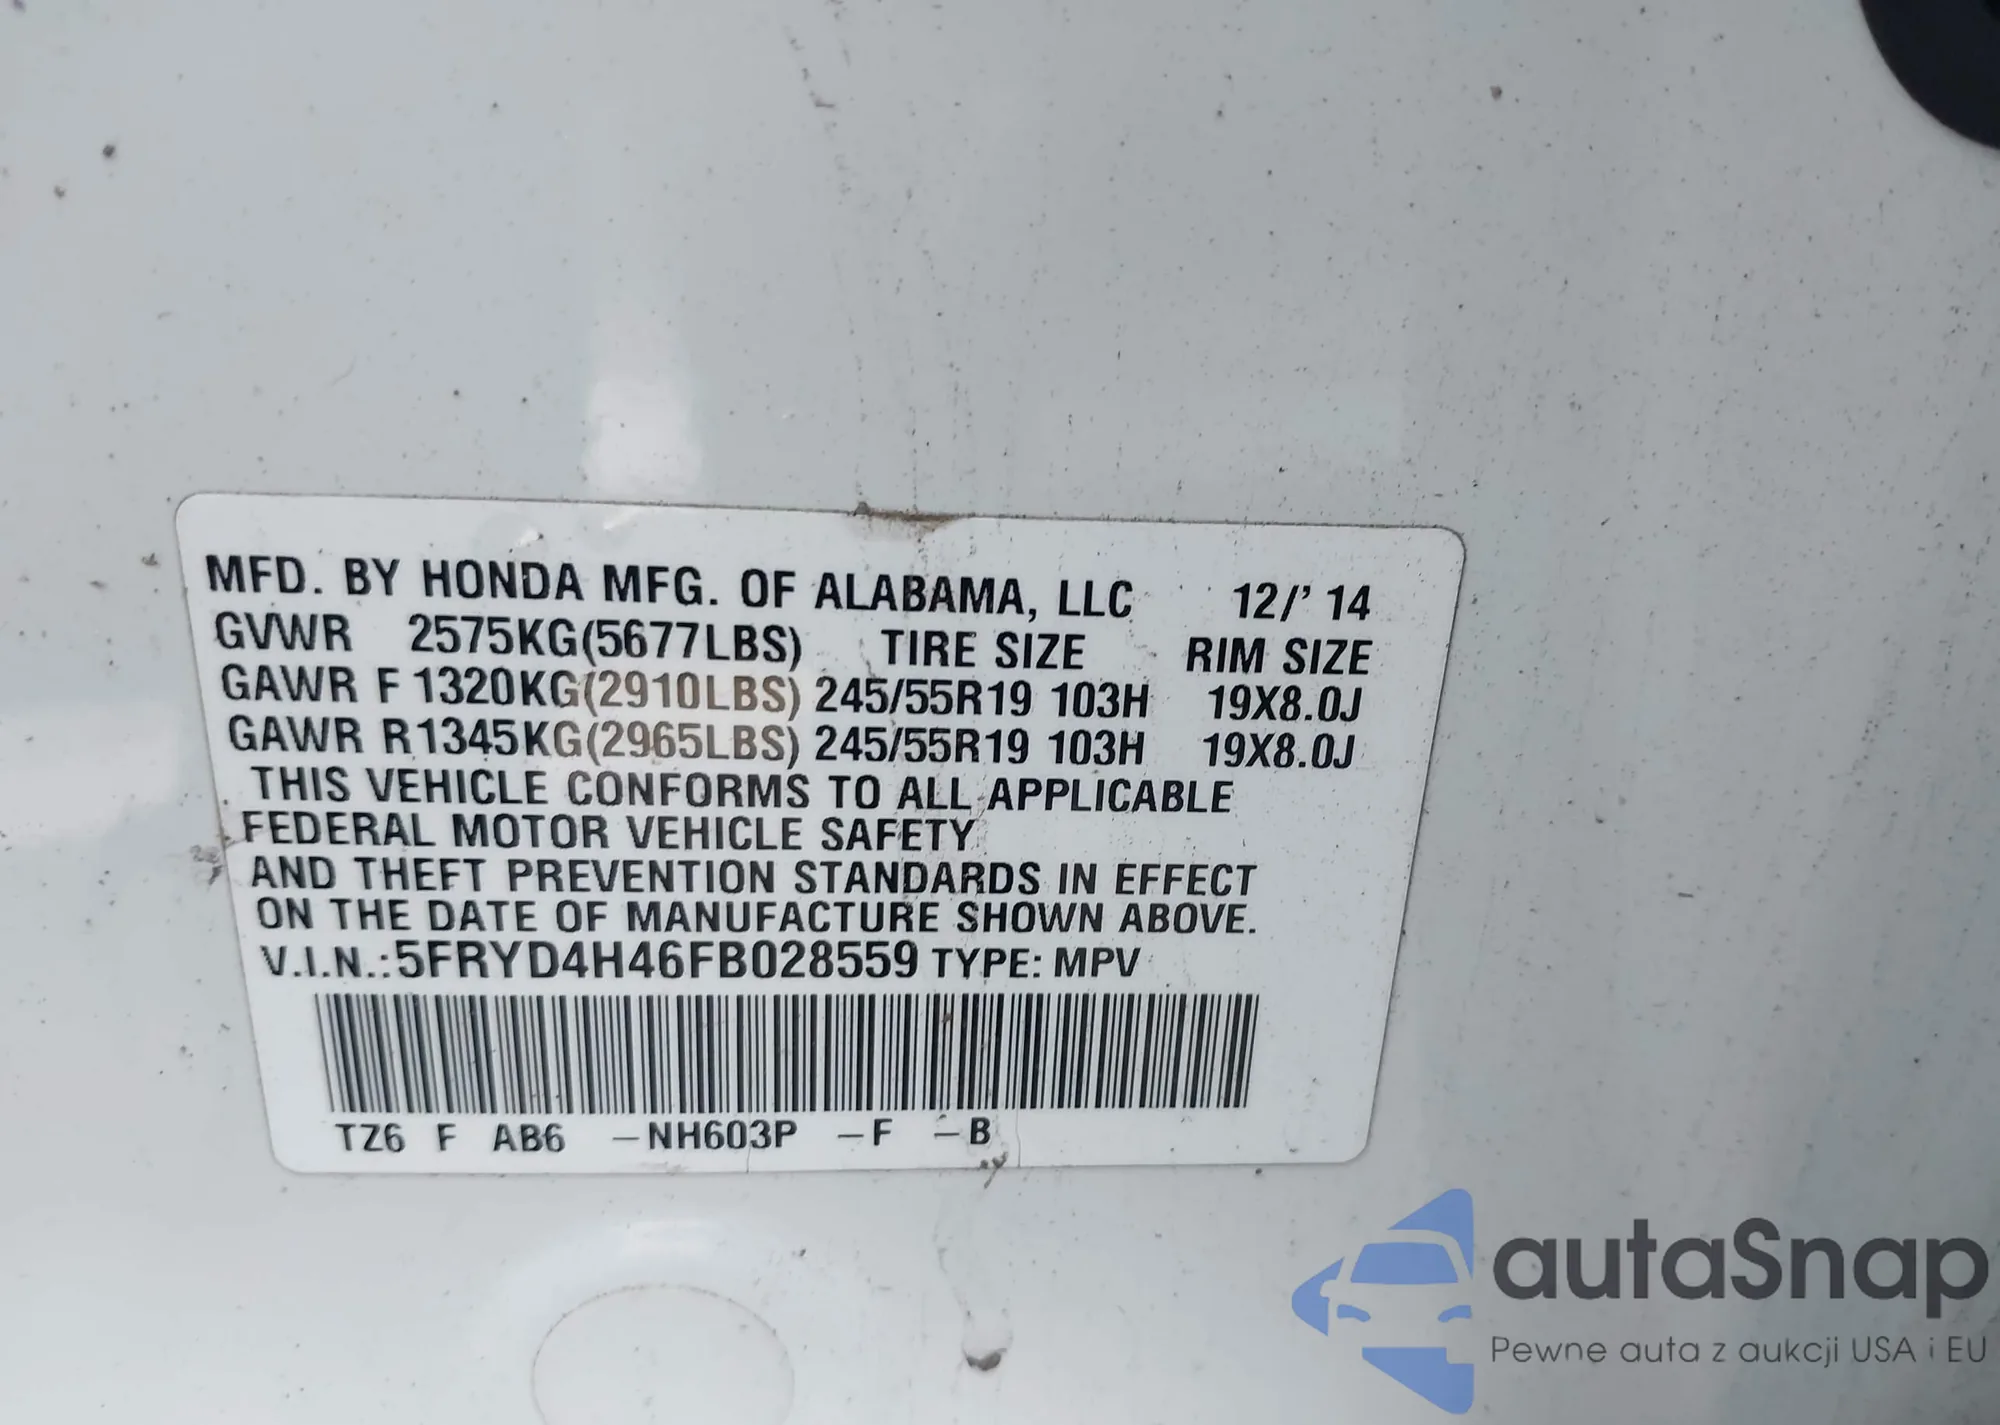 MFD. BY HONDA MFG. OF ALABAMA, LLC 12/' 14
GVWR 2575KG(5677LBS) TIRE SIZE RIM SIZE
GAWR F 1320KG(2910LBS) 245/55R19 103H 19X8.0J
GAWR R1345KG(2965LBS) 245/55R19 103H 19X8.0J
THIS VEHICLE CONFORMS TO ALL APPLICABLE
FEDERAL MOTOR VEHICLE SAFETY
AND THEFT PREVENTION STANDARDS IN EFFECT
ON THE DATE OF MANUFACTURE SHOWN ABOVE.
V.I.N.:5FRYD4H46FB028559 TYPE: MPV
TZ6 F AB6 –NH603P –F –B
autaSnap
Pewne auta z aukcji USA i EU